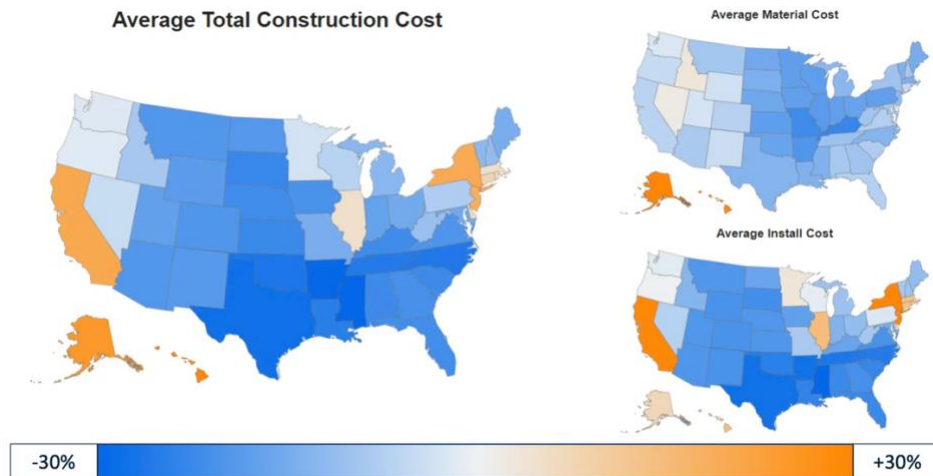 Average Total Construction Cost
Average Material Cost
Average Install Cost
-30%
+30%